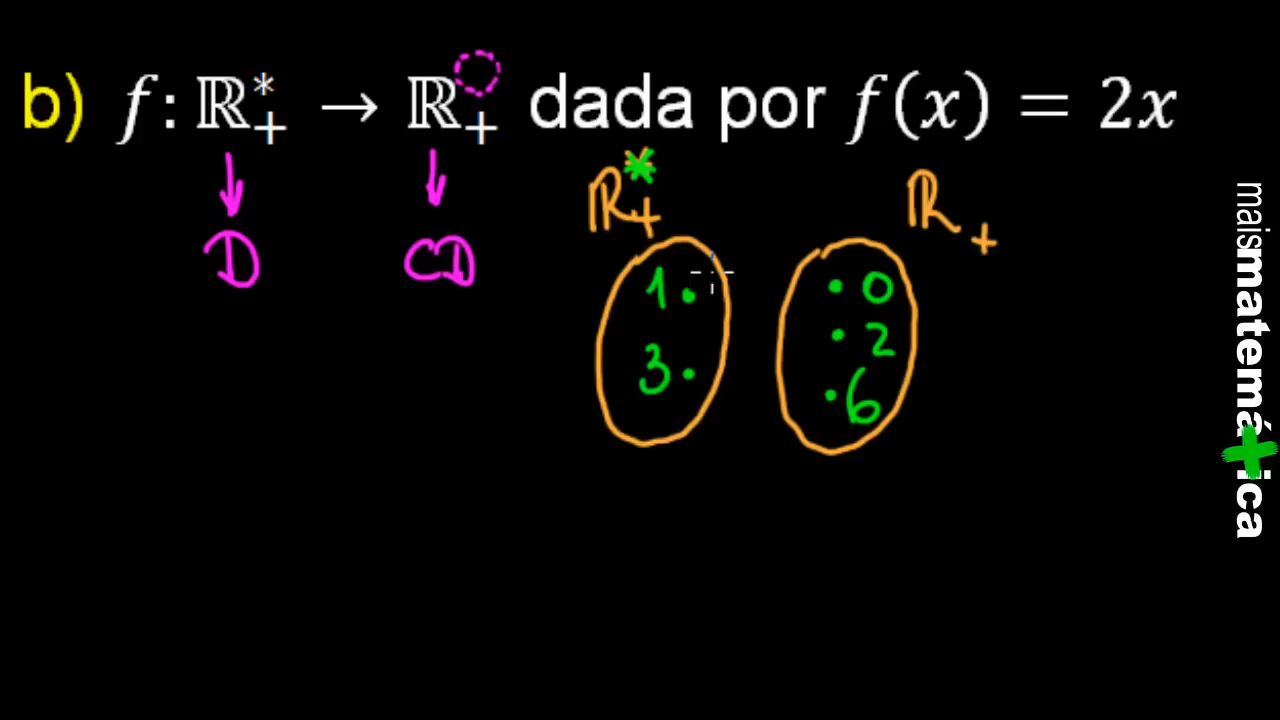 b) f: ℝ₊* → ℝ₊ dada por f(x) = 2x
D CD
ℝ₊* ℝ₊
1 0
2
3
6
maismatemática